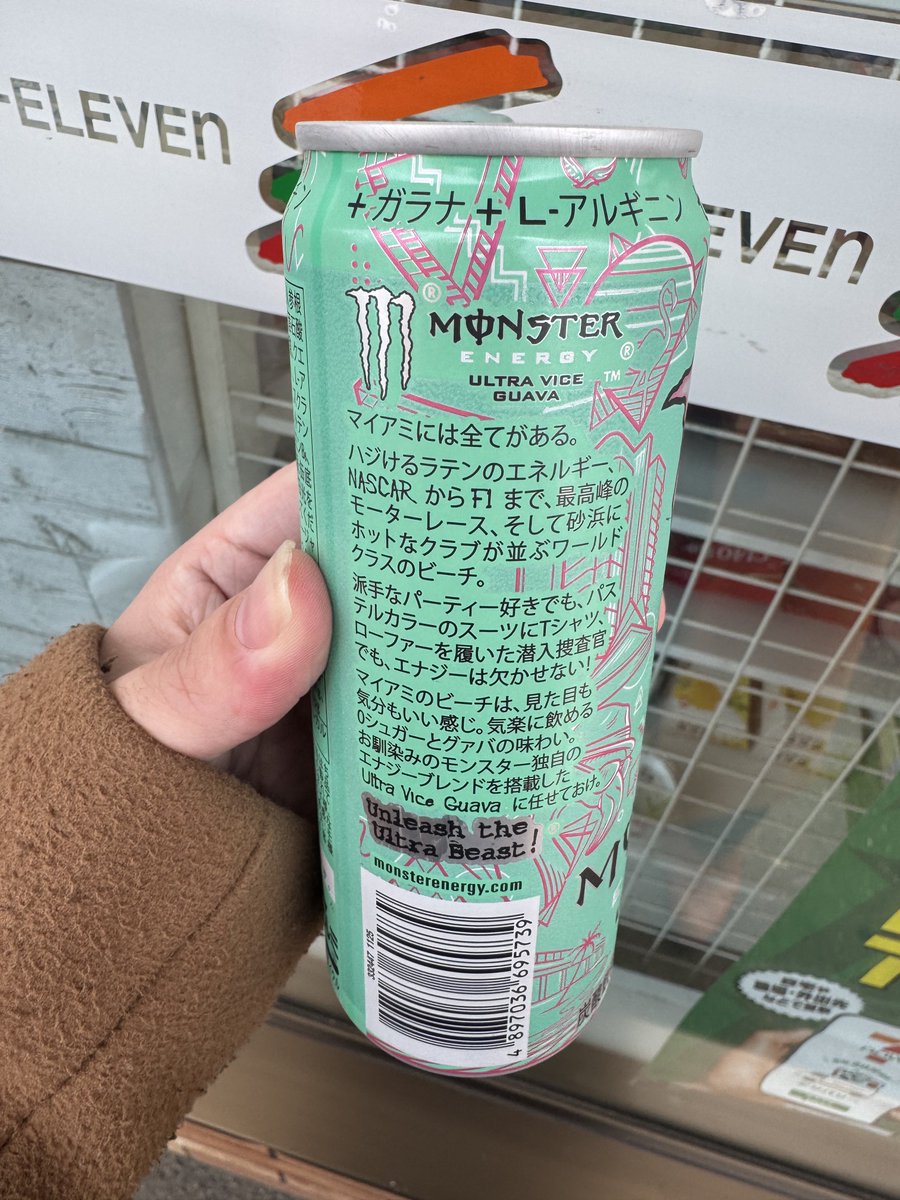 -ELEVEn
EVEn
+ ガラナ + L-アルギニン
MONSTER
ENERGY
ULTRA VICE
GUAVA
マイアミには全てがある。
ハジけるラテンのエネルギー、
NASCAR から F1 まで、最高峰の
モーターレース、そして砂浜に
ホットなクラブが並ぶワールド
クラスのビーチ。
派手なパーティー好きでも、パス
テルカラーのスーツにTシャツ、
ローファーを履いた潜入捜査官
でも、エナジーは欠かせない!
マイアミのビーチは、見た目も
気分もいい感じ。気楽に飲める
0シュガーとグァバの味わい。
お馴染みのモンスター独自の
エナジーブレンドを搭載した
Ultra Vice Guava に任せておけ。
Unleash the
Ultra Beast!
monsterenergy.com
332447 1125
4 897036 695739